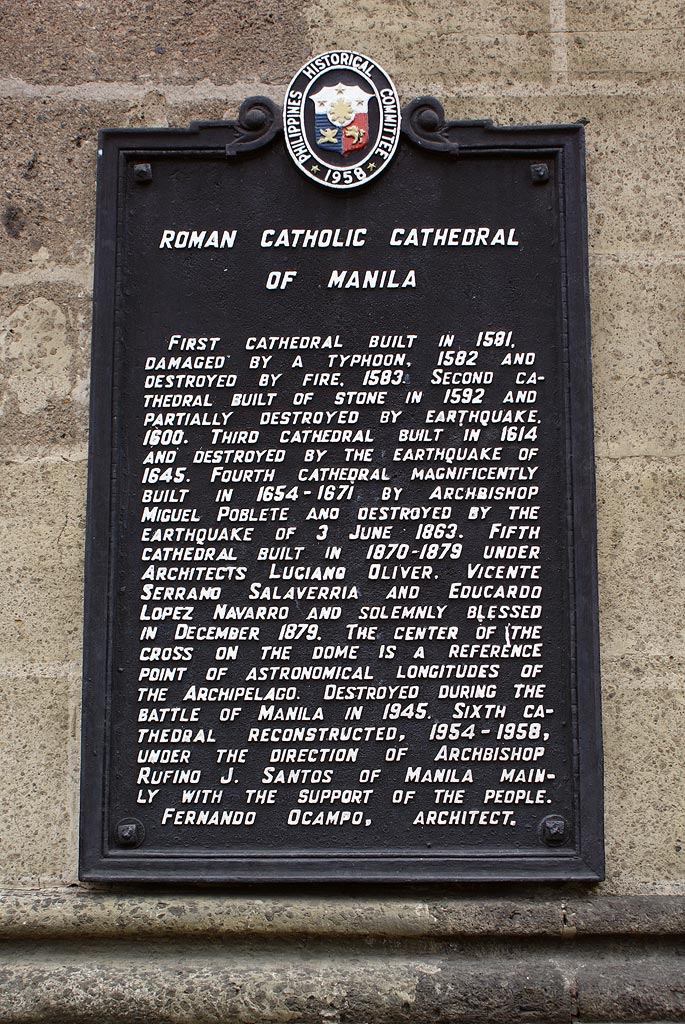 PHILIPPINES HISTORICAL COMMITTEE
1958
ROMAN CATHOLIC CATHEDRAL
OF MANILA
FIRST CATHEDRAL BUILT IN 1581,
DAMAGED BY A TYPHOON, 1582 AND
DESTROYED BY FIRE, 1583. SECOND CA-
THEDRAL BUILT OF STONE IN 1592 AND
PARTIALLY DESTROYED BY EARTHQUAKE,
1600. THIRD CATHEDRAL BUILT IN 1614
AND DESTROYED BY THE EARTHQUAKE OF
1645. FOURTH CATHEDRAL MAGNIFICENTLY
BUILT IN 1654-1671 BY ARCHBISHOP
MIGUEL POBLETE AND DESTROYED BY THE
EARTHQUAKE OF 3 JUNE 1863. FIFTH
CATHEDRAL BUILT IN 1870-1879 UNDER
ARCHITECTS LUCIANO OLIVER, VICENTE
SERRANO SALAVERRIA AND EDUCARDO
LOPEZ NAVARRO AND SOLEMNLY BLESSED
IN DECEMBER 1879. THE CENTER OF THE
CROSS ON THE DOME IS A REFERENCE
POINT OF ASTRONOMICAL LONGITUDES OF
THE ARCHIPELAGO. DESTROYED DURING THE
BATTLE OF MANILA IN 1945. SIXTH CA-
THEDRAL RECONSTRUCTED, 1954-1958,
UNDER THE DIRECTION OF ARCHBISHOP
RUFINO J. SANTOS OF MANILA MAIN-
LY WITH THE SUPPORT OF THE PEOPLE.
FERNANDO OCAMPO, ARCHITECT.